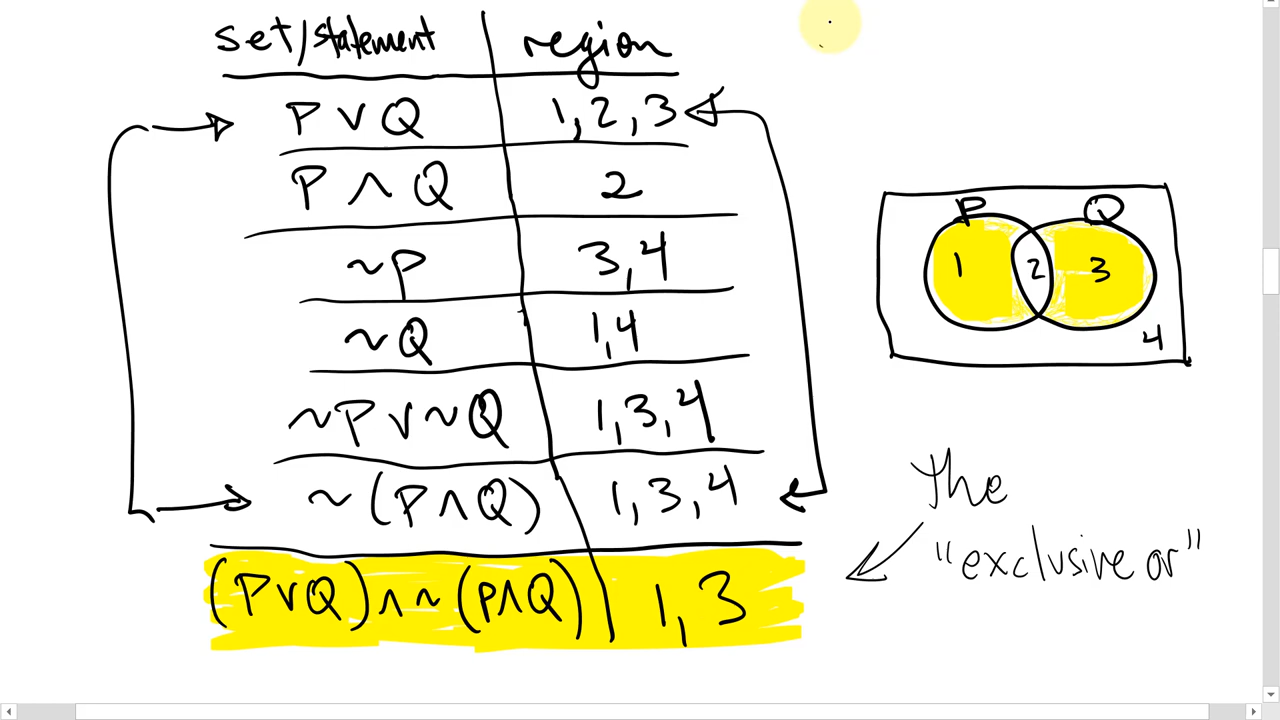 set/statement region
P ∨ Q 1,2,3
P ∧ Q 2
~P 3,4
~Q 1,4
~P ∨ ~Q 1,3,4
~(P ∧ Q) 1,3,4
(P∨Q) ∧ ~ (P∧Q) 1,3
P Q
1 2 3
4
The
"exclusive or"